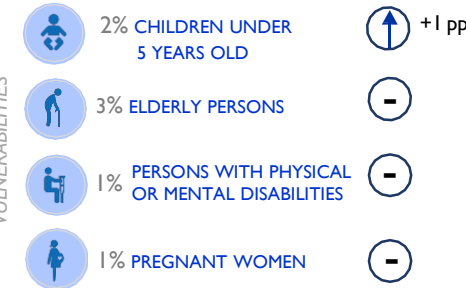 VULNERABILITIES
2% CHILDREN UNDER
5 YEARS OLD
+1 pp
3% ELDERLY PERSONS
-
1% PERSONS WITH PHYSICAL
OR MENTAL DISABILITIES
-
1% PREGNANT WOMEN
-